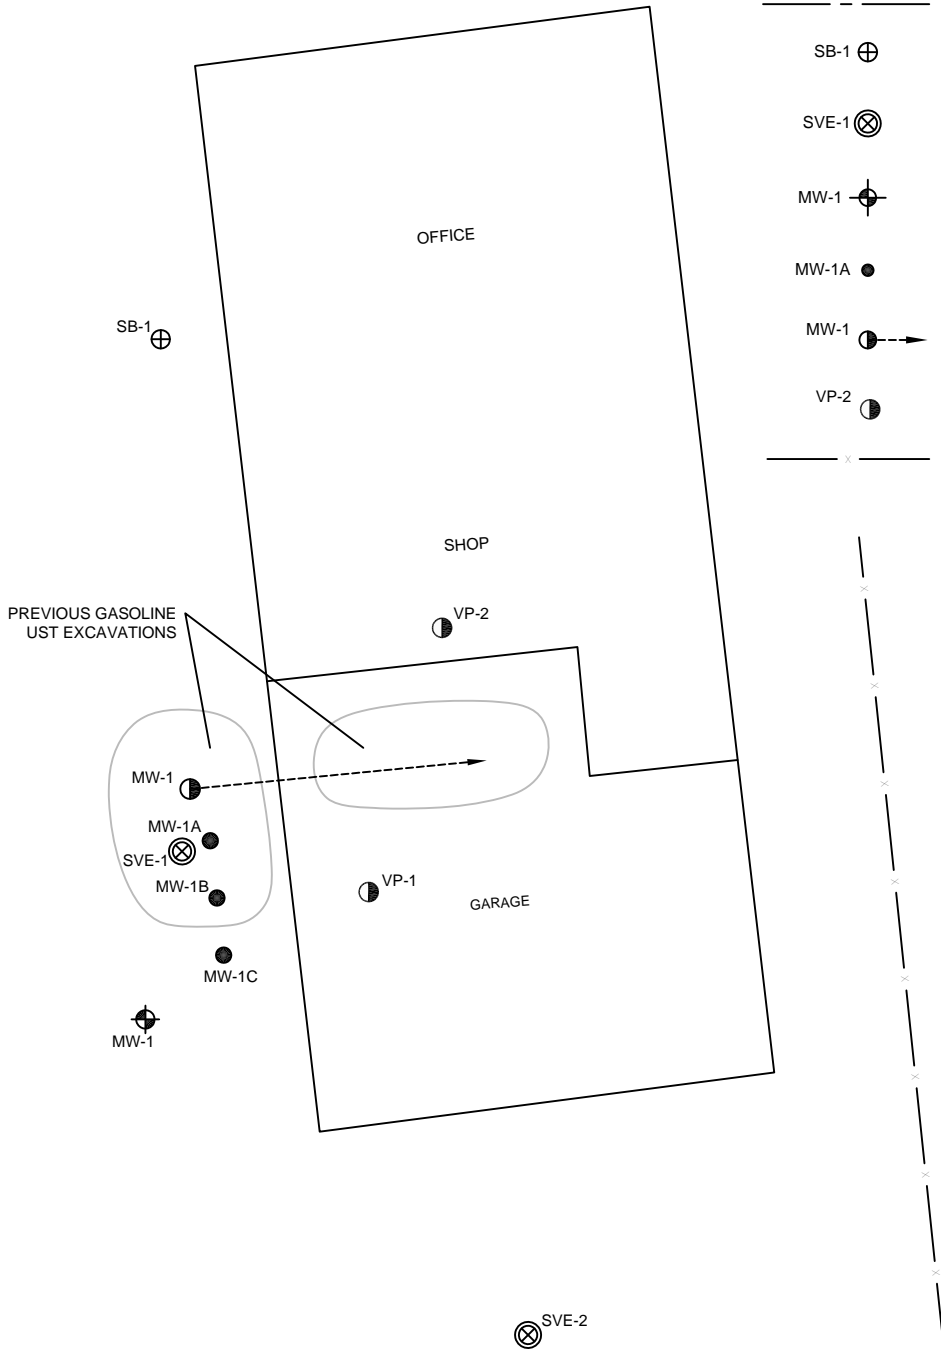 SB-1
SVE-1
MW-1
MW-1A
MW-1
VP-2
OFFICE
SB-1
SHOP
PREVIOUS GASOLINE
UST EXCAVATIONS
VP-2
MW-1
MW-1A
SVE-1
MW-1B
VP-1
GARAGE
MW-1C
MW-1
SVE-2